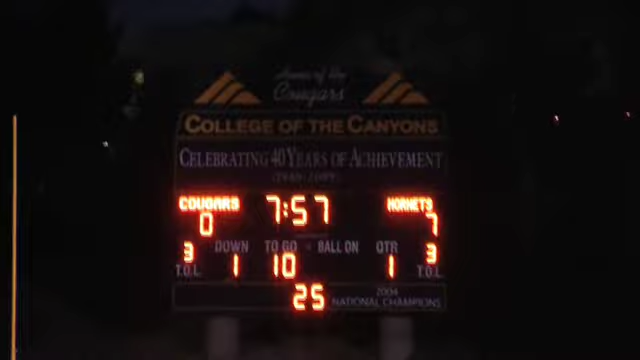 Home of the
Cougars
COLLEGE OF THE CANYONS
CELEBRATING 40 YEARS OF ACHIEVEMENT
COUGARS 7:57 HORNETS
0 7
3 DOWN TO GO BALL ON QTR 3
T.O.L. 1 10 1 T.O.L.
25 2004
NATIONAL CHAMPIONS